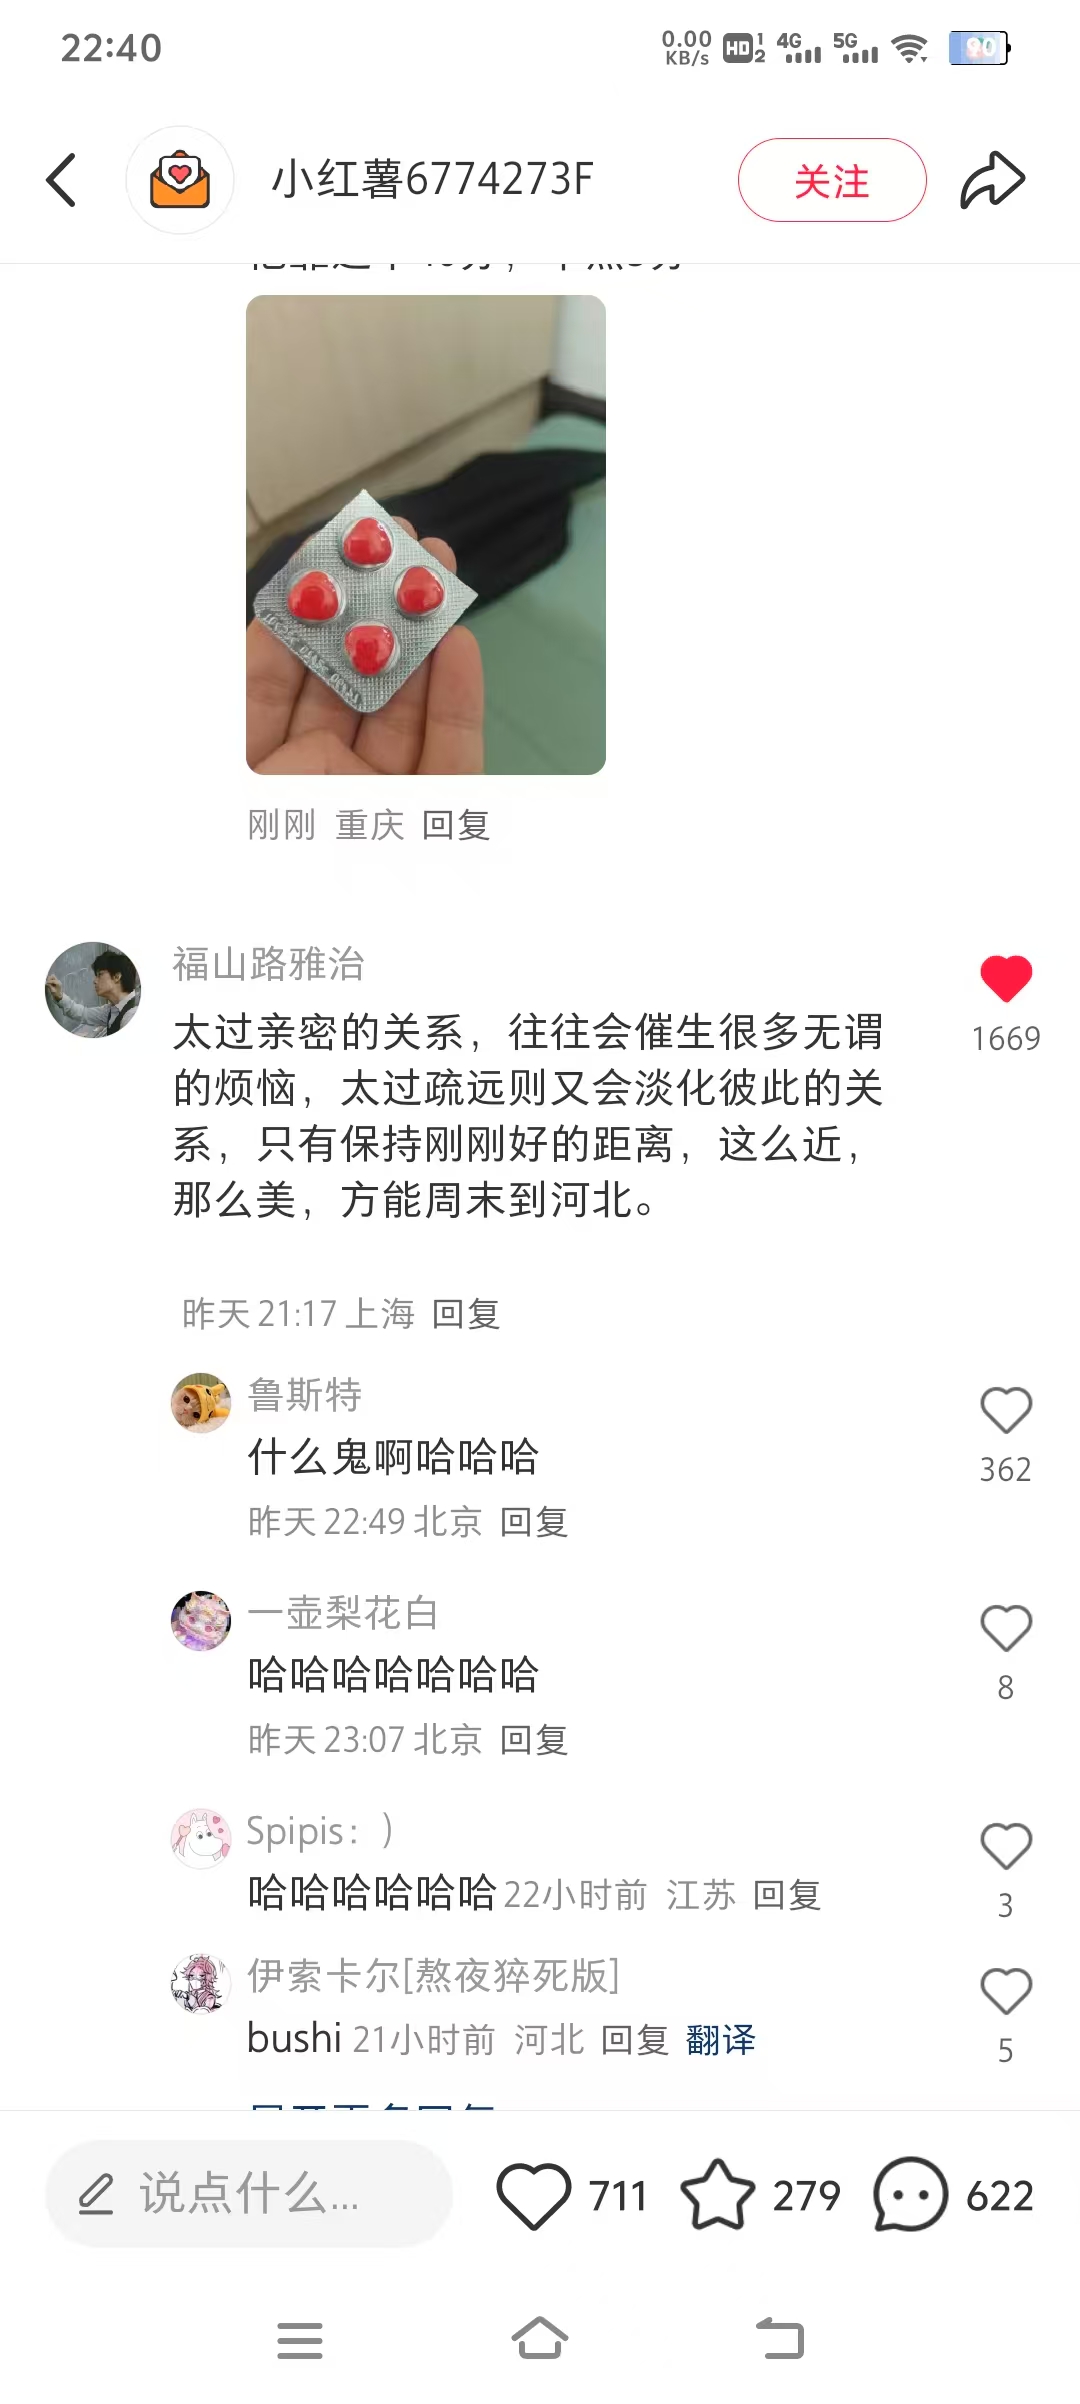 22:40
0.00 KB/s HD 1 2 4G 5G 90
小红薯6774273F 关注
刚刚 重庆 回复
福山路雅治
太过亲密的关系，往往会催生很多无谓
的烦恼，太过疏远则又会淡化彼此的关
系，只有保持刚刚好的距离，这么近，
那么美，方能周末到河北。
1669
昨天 21:17 上海 回复
鲁斯特
什么鬼啊哈哈哈
362
昨天 22:49 北京 回复
一壶梨花白
哈哈哈哈哈哈哈
8
昨天 23:07 北京 回复
Spipis：）
哈哈哈哈哈哈 22小时前 江苏 回复
3
伊索卡尔[熬夜猝死版]
bushi 21小时前 河北 回复 翻译
5
说点什么... 711 279 622